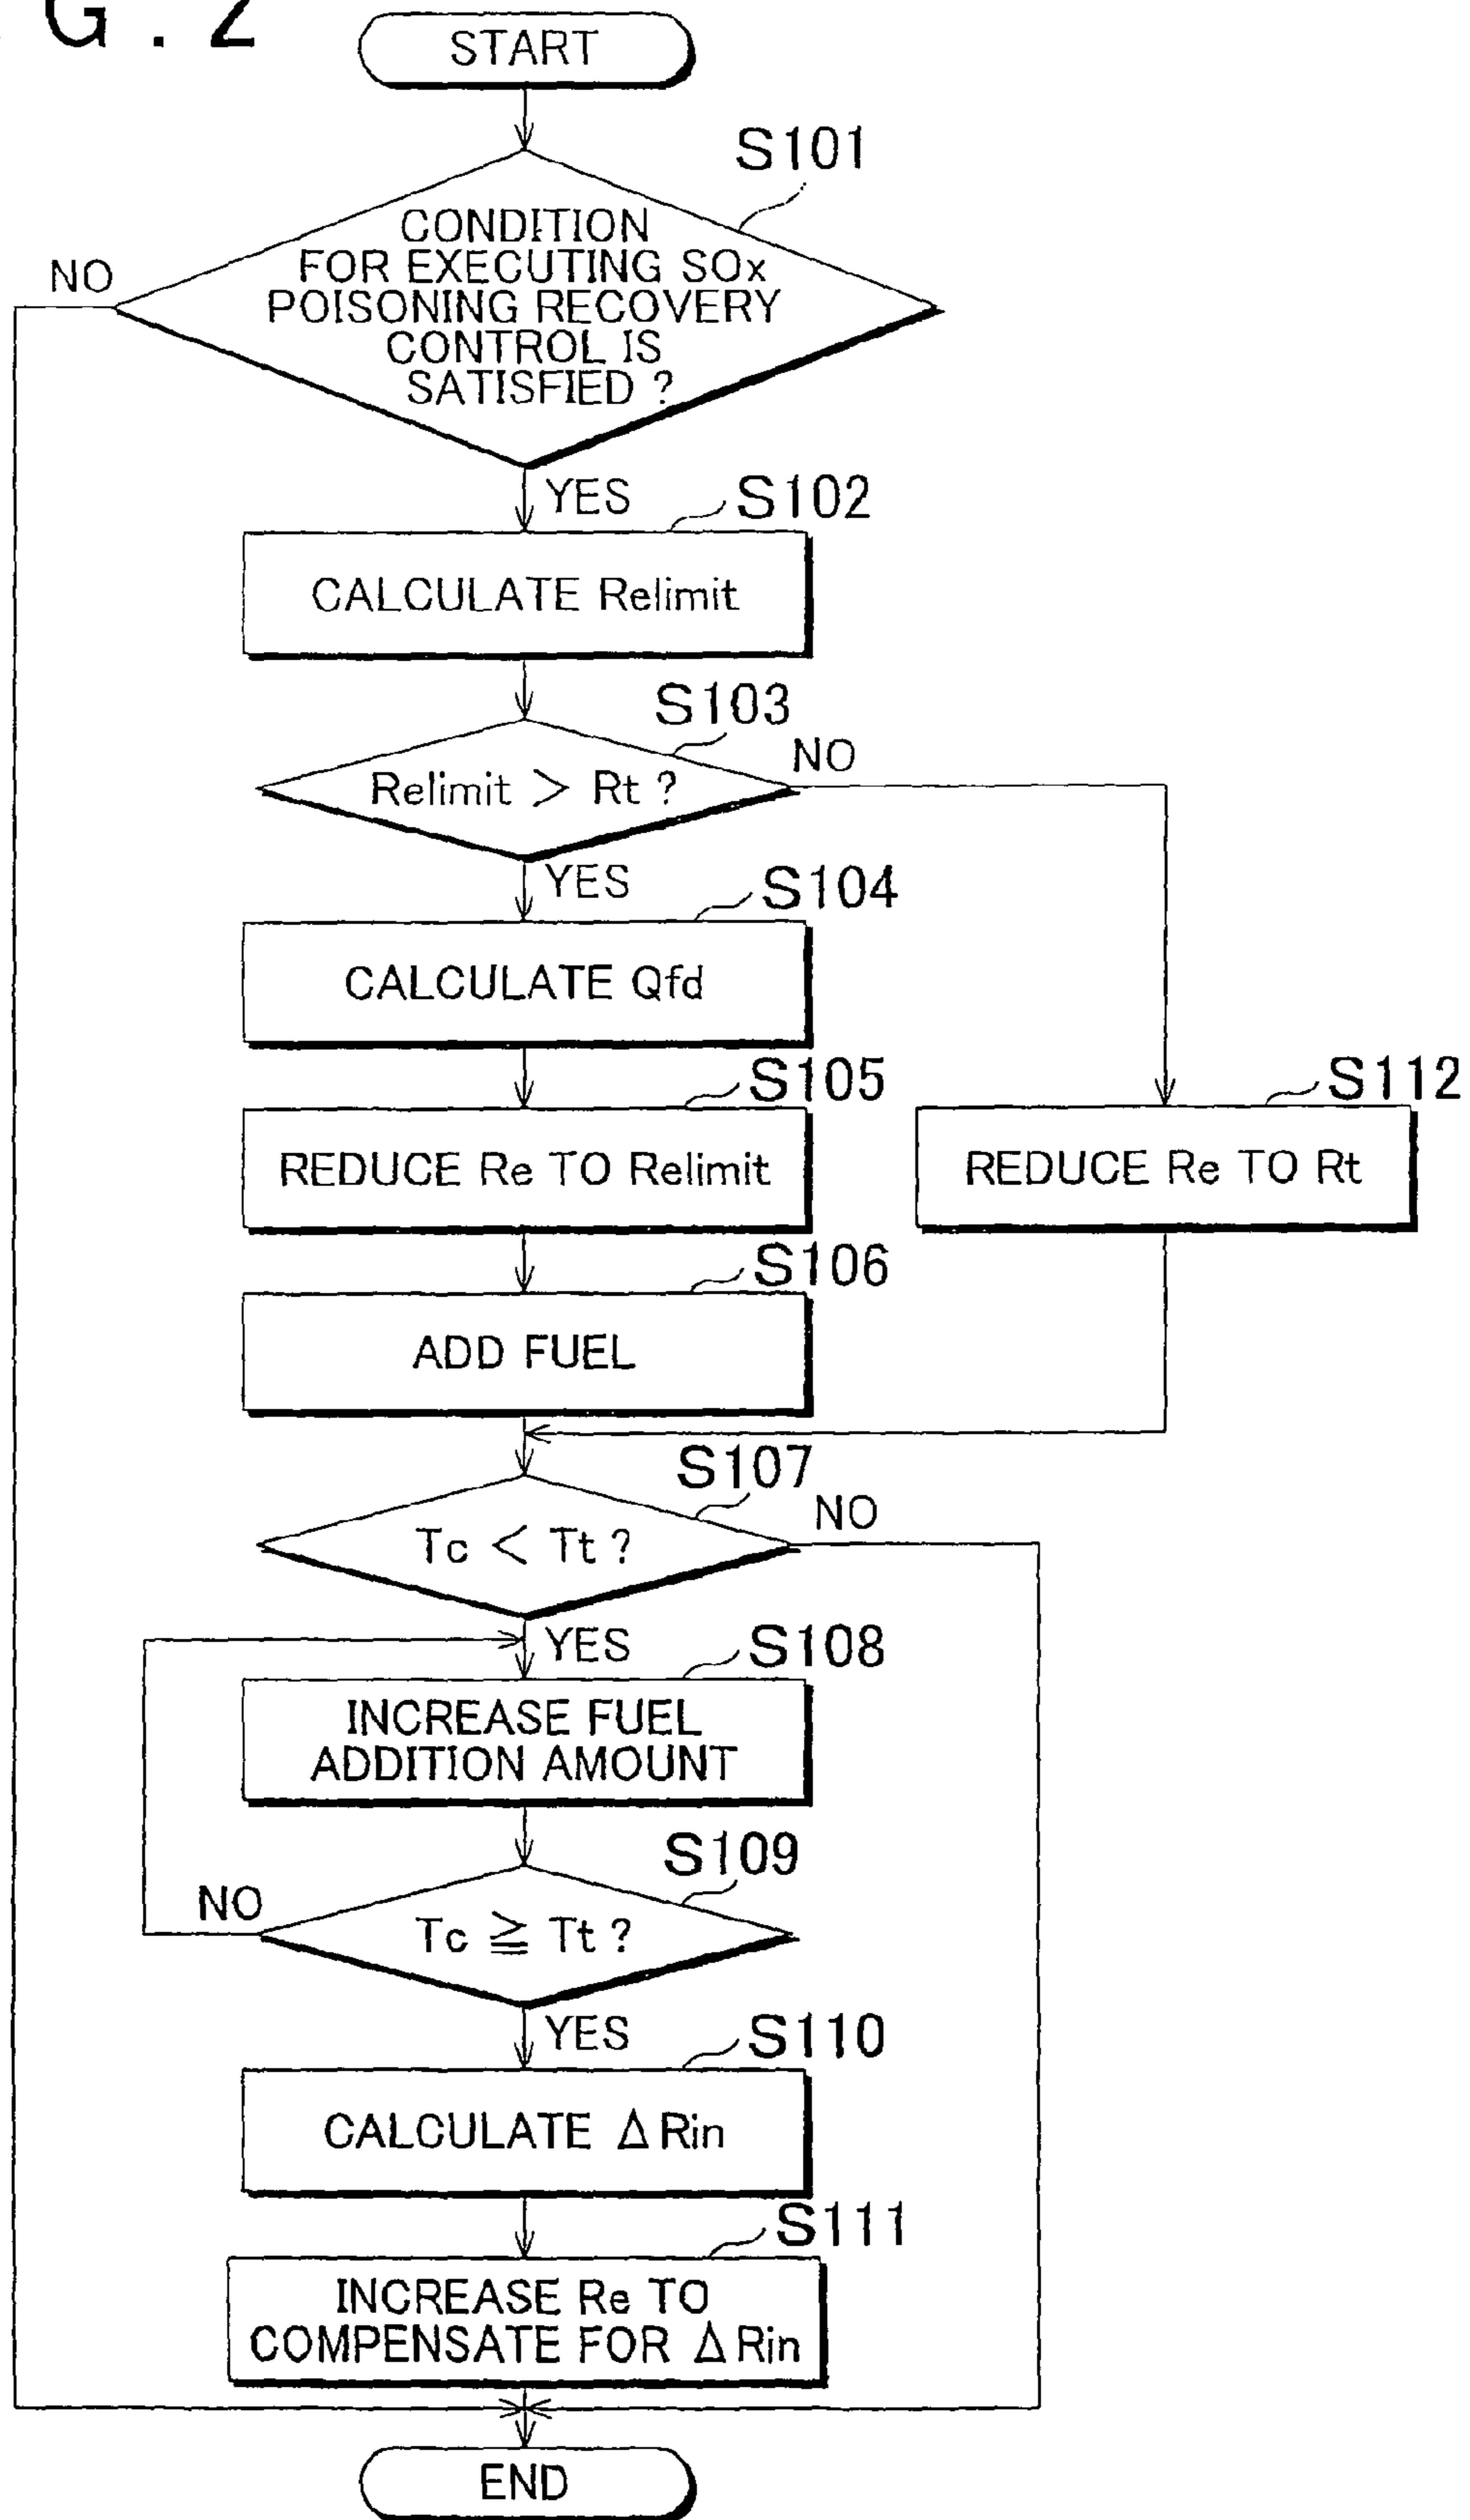 G . 2
START
S101
CONDITION
FOR EXECUTING SOx
POISONING RECOVERY
CONTROL IS
SATISFIED ?
NO
YES
S102
CALCULATE Relimit
S103
Relimit > Rt ?
NO
YES
S104
CALCULATE Qfd
S105
REDUCE Re TO Relimit
S112
REDUCE Re TO Rt
S106
ADD FUEL
S107
Tc < Tt ?
NO
YES
S108
INCREASE FUEL
ADDITION AMOUNT
S109
NO
Tc ≧ Tt ?
YES
S110
CALCULATE Δ Rin
S111
INCREASE Re TO
COMPENSATE FOR Δ Rin
END